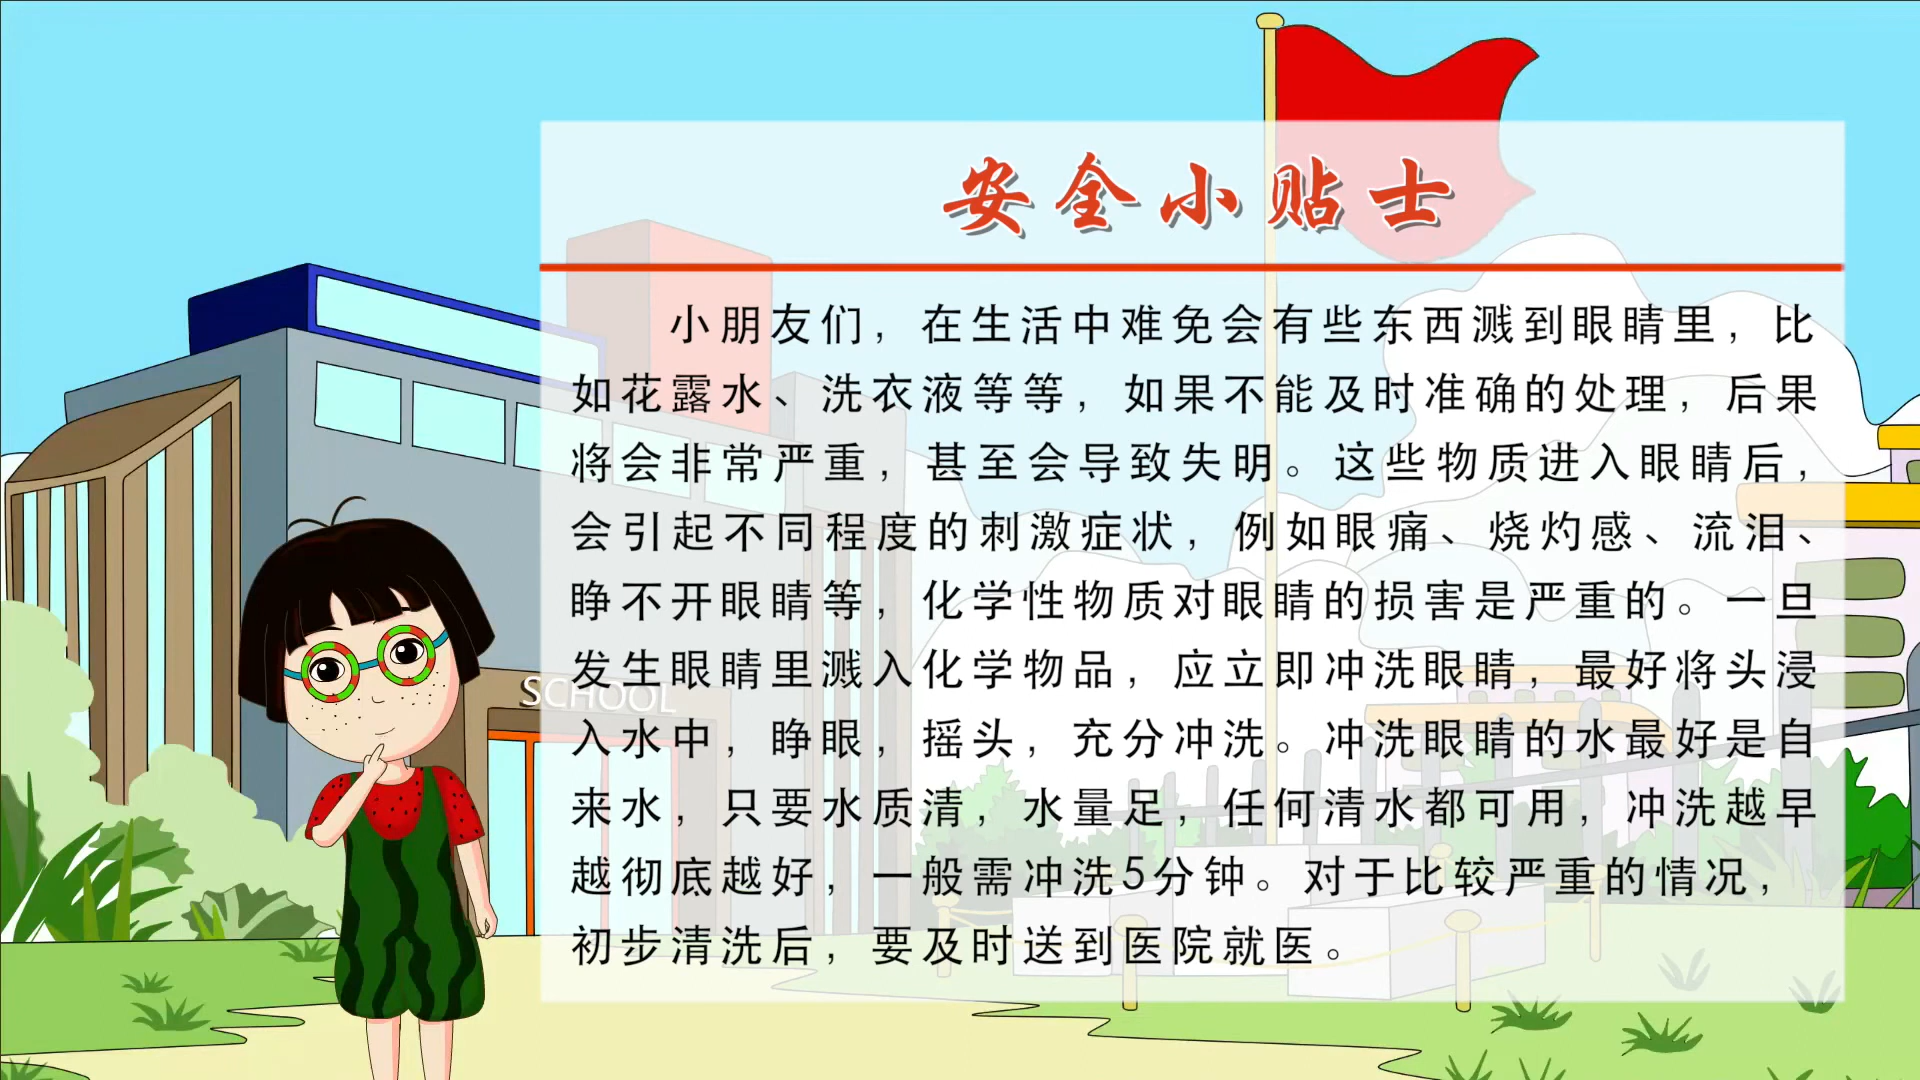 安全小贴士
小朋友们，在生活中难免会有些东西溅到眼睛里，比
如花露水、洗衣液等等，如果不能及时准确的处理，后果
将会非常严重，甚至会导致失明。这些物质进入眼睛后，
会引起不同程度的刺激症状，例如眼痛、烧灼感、流泪、
睁不开眼睛等，化学性物质对眼睛的损害是严重的。一旦
发生眼睛里溅入化学物品，应立即冲洗眼睛，最好将头浸
入水中，睁眼，摇头，充分冲洗。冲洗眼睛的水最好是自
来水，只要水质清，水量足，任何清水都可用，冲洗越早
越彻底越好，一般需冲洗5分钟。对于比较严重的情况，
初步清洗后，要及时送到医院就医。
SCHOOL